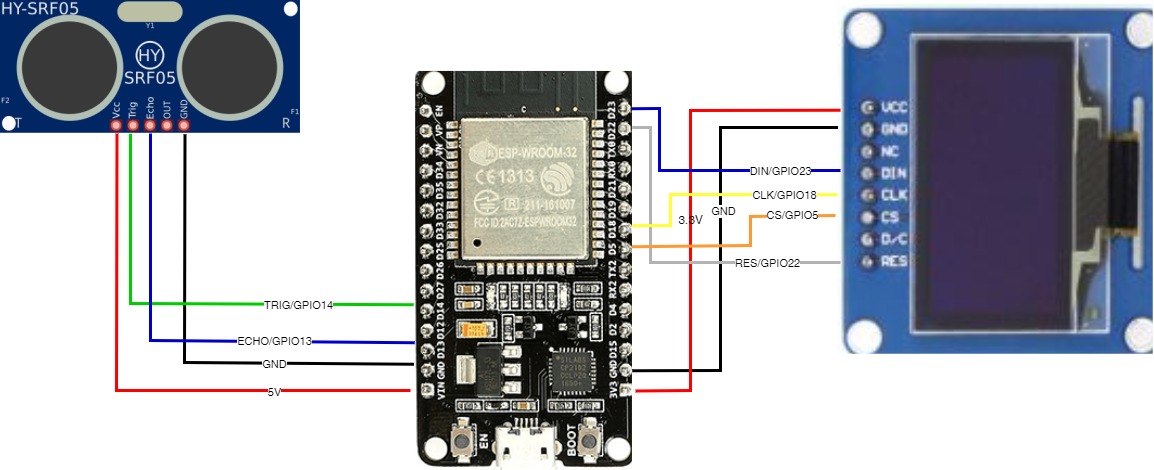 HY-SRF05
Y1
HY
SRF05
Vcc
Trig
Echo
OUT
GND
F2
F1
T
R
TRIG/GPIO14
ECHO/GPIO13
GND
5V
EN
VP
VN
D34
D35
D32
D33
D25
D26
D27
D14
D12
D13
GND
VIN
ESP-WROOM-32
CE1313
R 211-161007
FCC ID:2AC7Z-ESPWROOM32
SILABS
CP2102
EN
BOOT
D23
D22
TX0
RX0
D21
D19
D18
D5
TX2
RX2
D4
D2
D15
GND
3V3
DIN/GPIO23
CLK/GPIO18
CS/GPIO5
3.3V
GND
RES/GPIO22
VCC
GND
NC
DIN
CLK
CS
D/C
RES